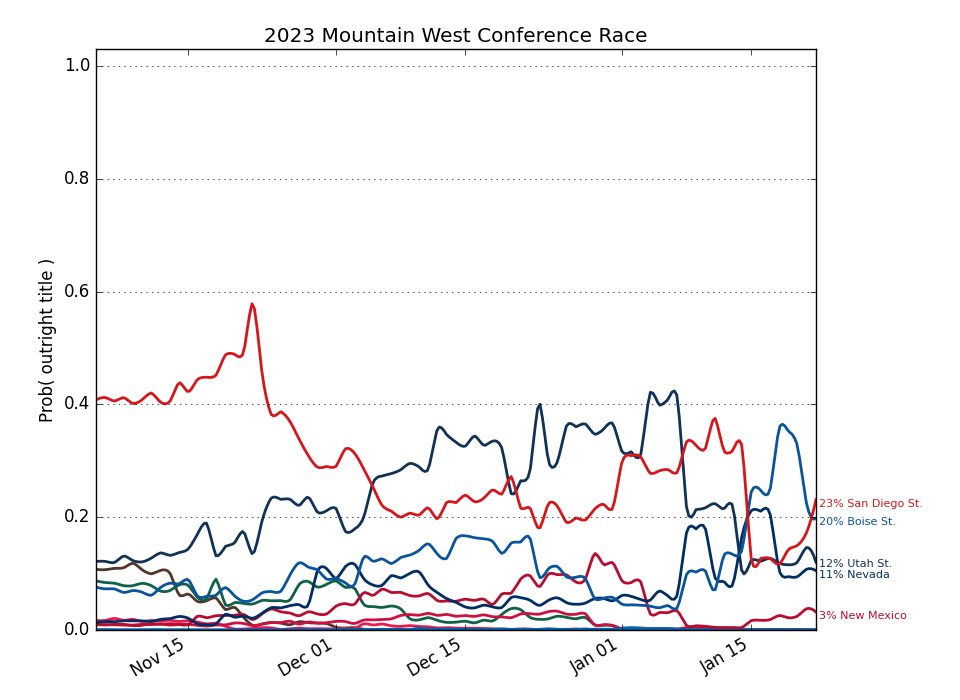 2023 Mountain West Conference Race
Prob( outright title )
1.0
0.8
0.6
0.4
0.2
0.0
23% San Diego St.
20% Boise St.
12% Utah St.
11% Nevada
3% New Mexico
Nov 15
Dec 01
Dec 15
Jan 01
Jan 15